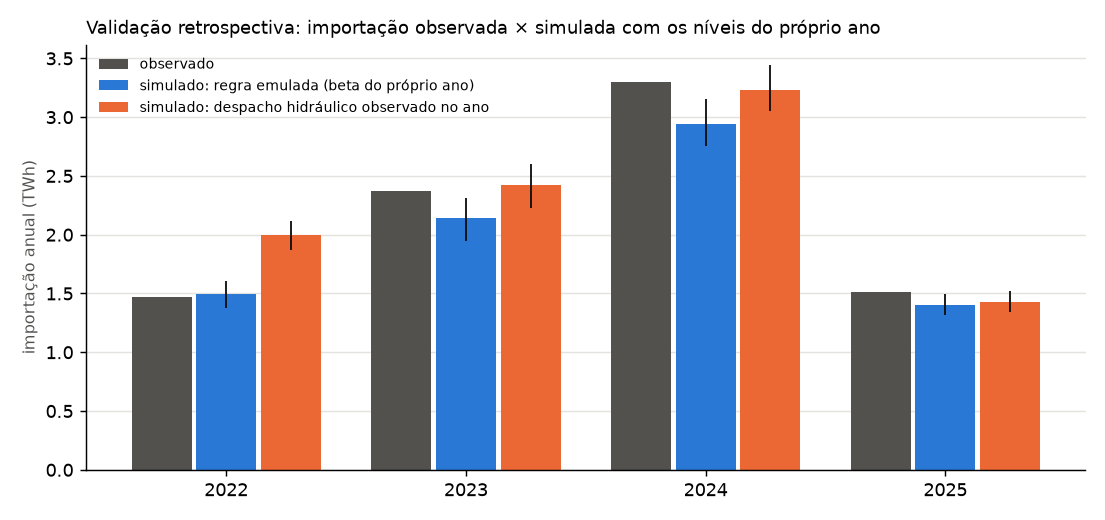 Validação retrospectiva: importação observada × simulada com os níveis do próprio ano
observado
simulado: regra emulada (beta do próprio ano)
simulado: despacho hidráulico observado no ano
importação anual (TWh)
3.5
3.0
2.5
2.0
1.5
1.0
0.5
0.0
2022
2023
2024
2025